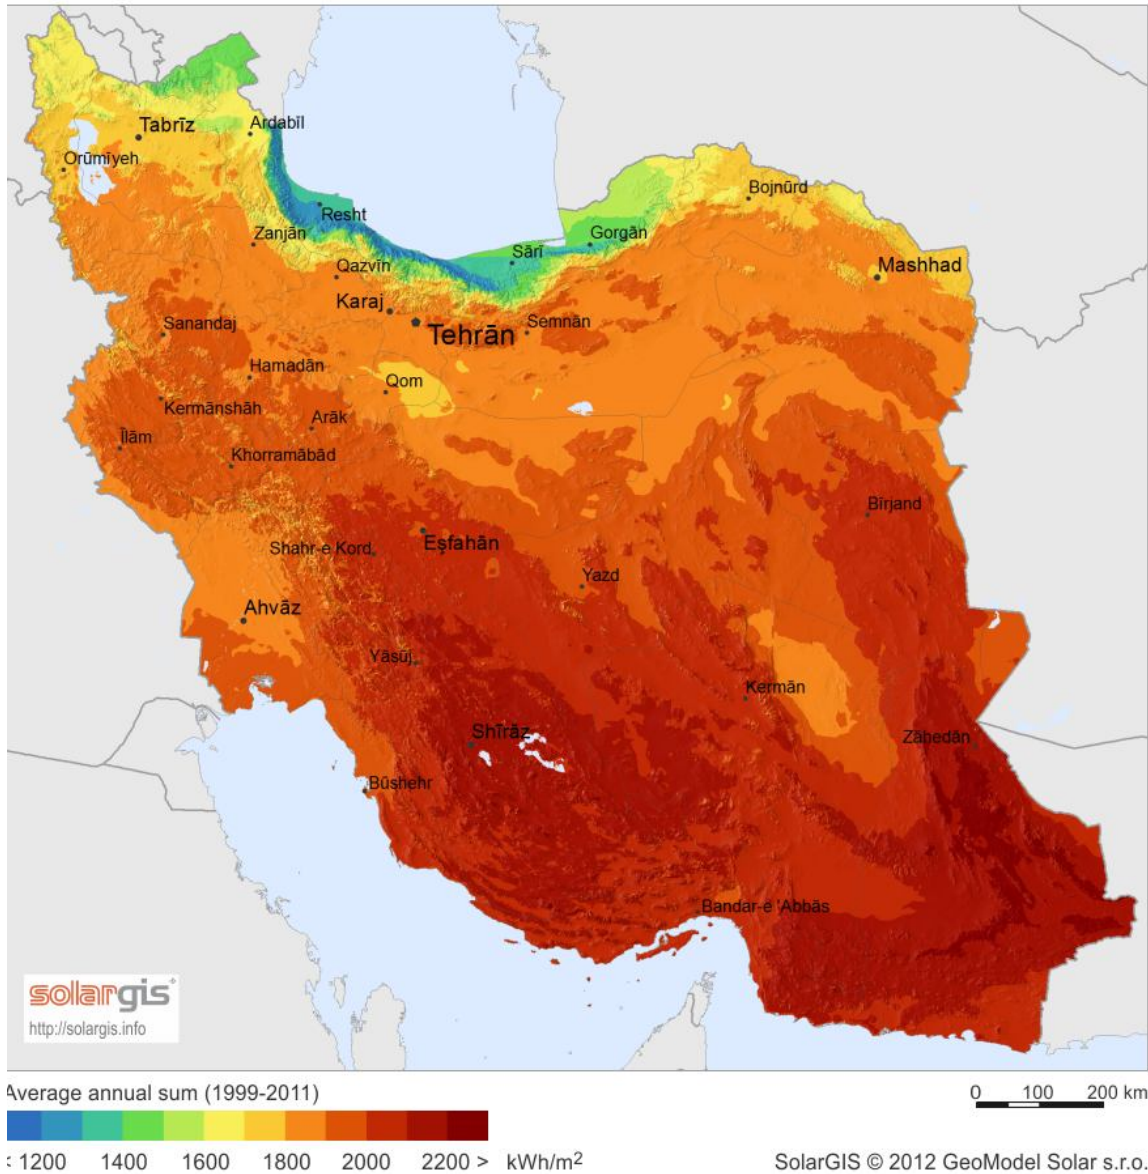 Tabrīz
Ardabīl
Orūmīyeh
Resht
Zanjān
Qazvīn
Karaj
Tehrān
Sārī
Gorgān
Bojnūrd
Mashhad
Semnān
Sanandaj
Hamadān
Qom
Kermānshāh
Arāk
Īlām
Khorramābād
Bīrjand
Shahr-e Kord
Eşfahān
Yazd
Ahvāz
Yāsūj
Kermān
Shīrāz
Zāhedān
Būshehr
Bandar-e 'Abbās
solargis
http://solargis.info
Average annual sum (1999-2011)
0 100 200 km
< 1200 1400 1600 1800 2000 2200 > kWh/m²
SolarGIS © 2012 GeoModel Solar s.r.o.